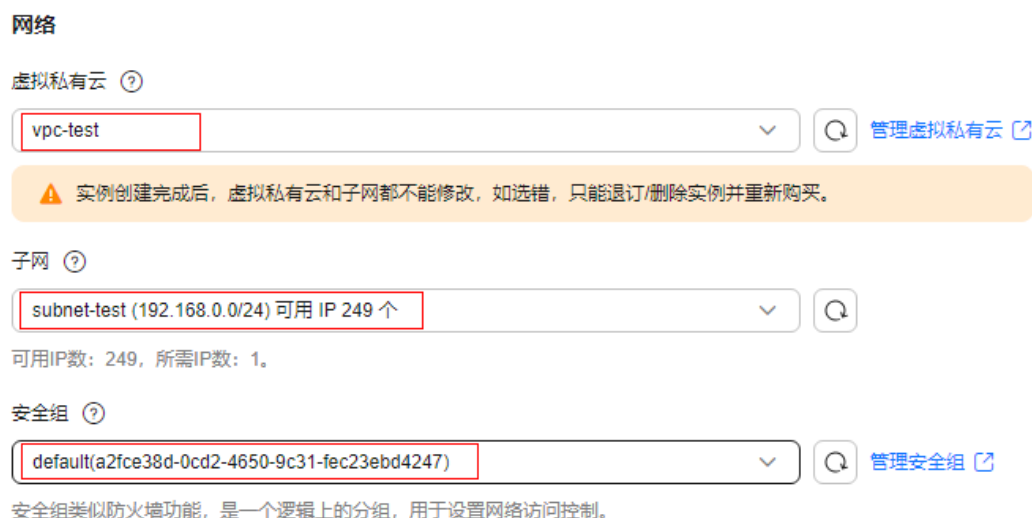 网络
虚拟私有云
vpc-test
管理虚拟私有云
实例创建完成后，虚拟私有云和子网都不能修改，如选错，只能退订/删除实例并重新购买。
子网
subnet-test (192.168.0.0/24) 可用 IP 249 个
可用IP数：249，所需IP数：1。
安全组
default(a2fce38d-0cd2-4650-9c31-fec23ebd4247)
管理安全组
安全组类似防火墙功能，是一个逻辑上的分组，用于设置网络访问控制。